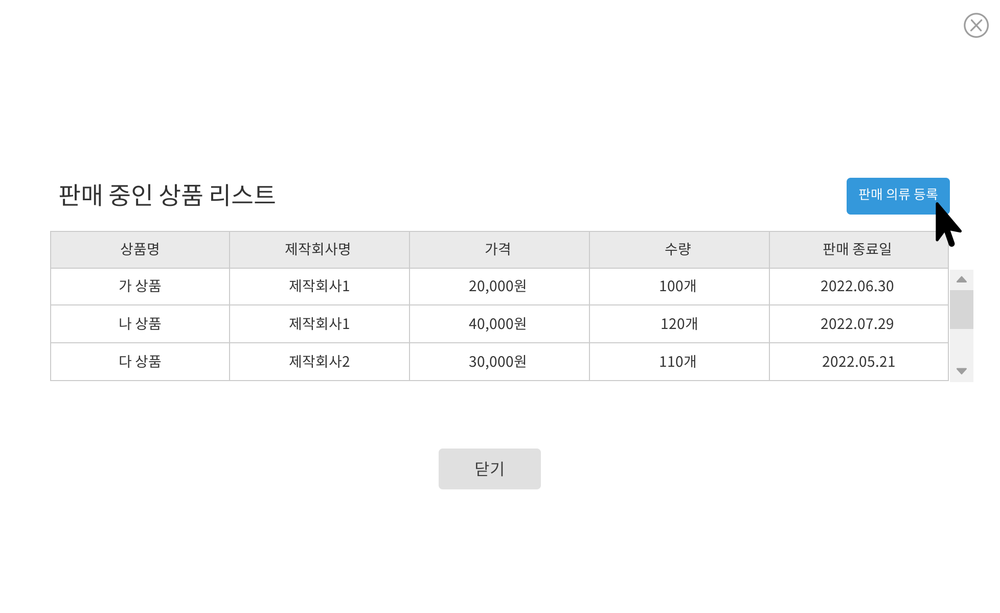 판매 중인 상품 리스트
판매 의류 등록
상품명 제작회사명 가격 수량 판매 종료일
가 상품 제작회사1 20,000원 100개 2022.06.30
나 상품 제작회사1 40,000원 120개 2022.07.29
다 상품 제작회사2 30,000원 110개 2022.05.21
닫기